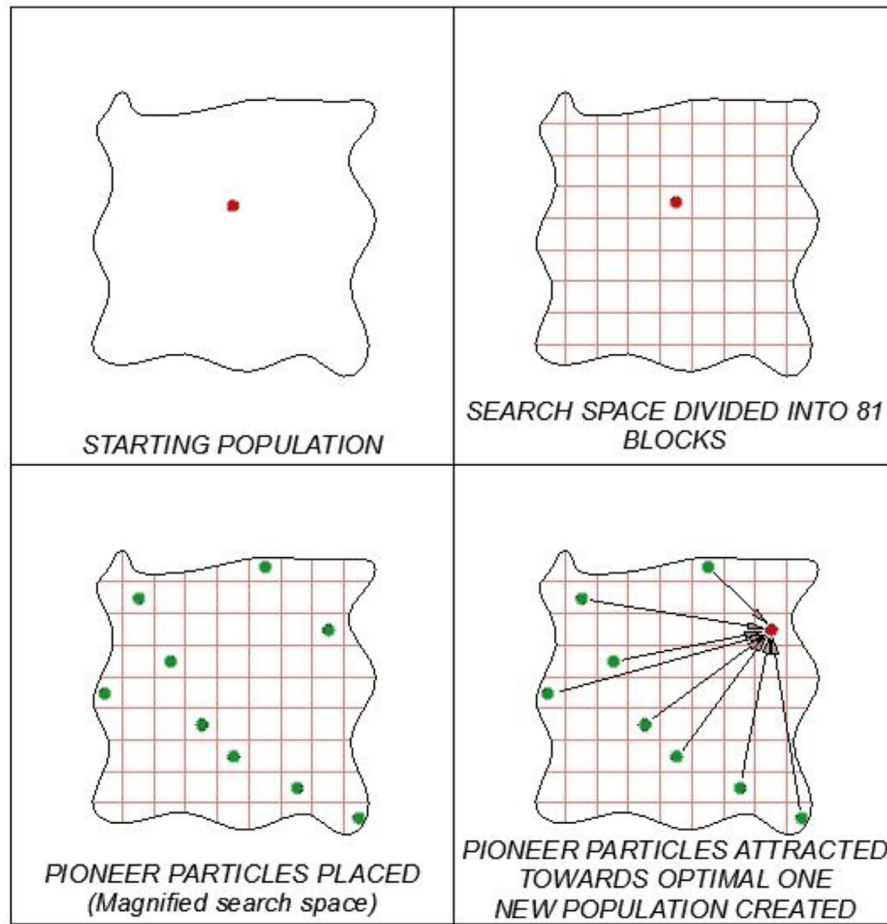 STARTING POPULATION
SEARCH SPACE DIVIDED INTO 81
BLOCKS
PIONEER PARTICLES PLACED
(Magnified search space)
PIONEER PARTICLES ATTRACTED
TOWARDS OPTIMAL ONE
NEW POPULATION CREATED